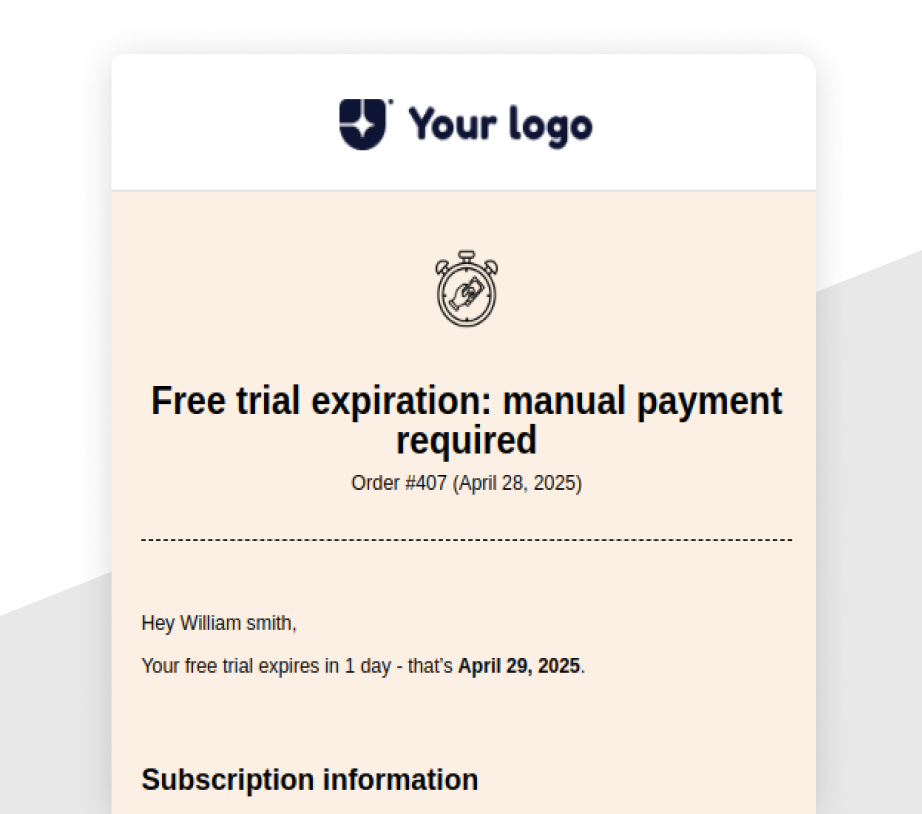 Your logo
Free trial expiration: manual payment
required
Order #407 (April 28, 2025)
Hey William smith,
Your free trial expires in 1 day - that’s April 29, 2025.
Subscription information